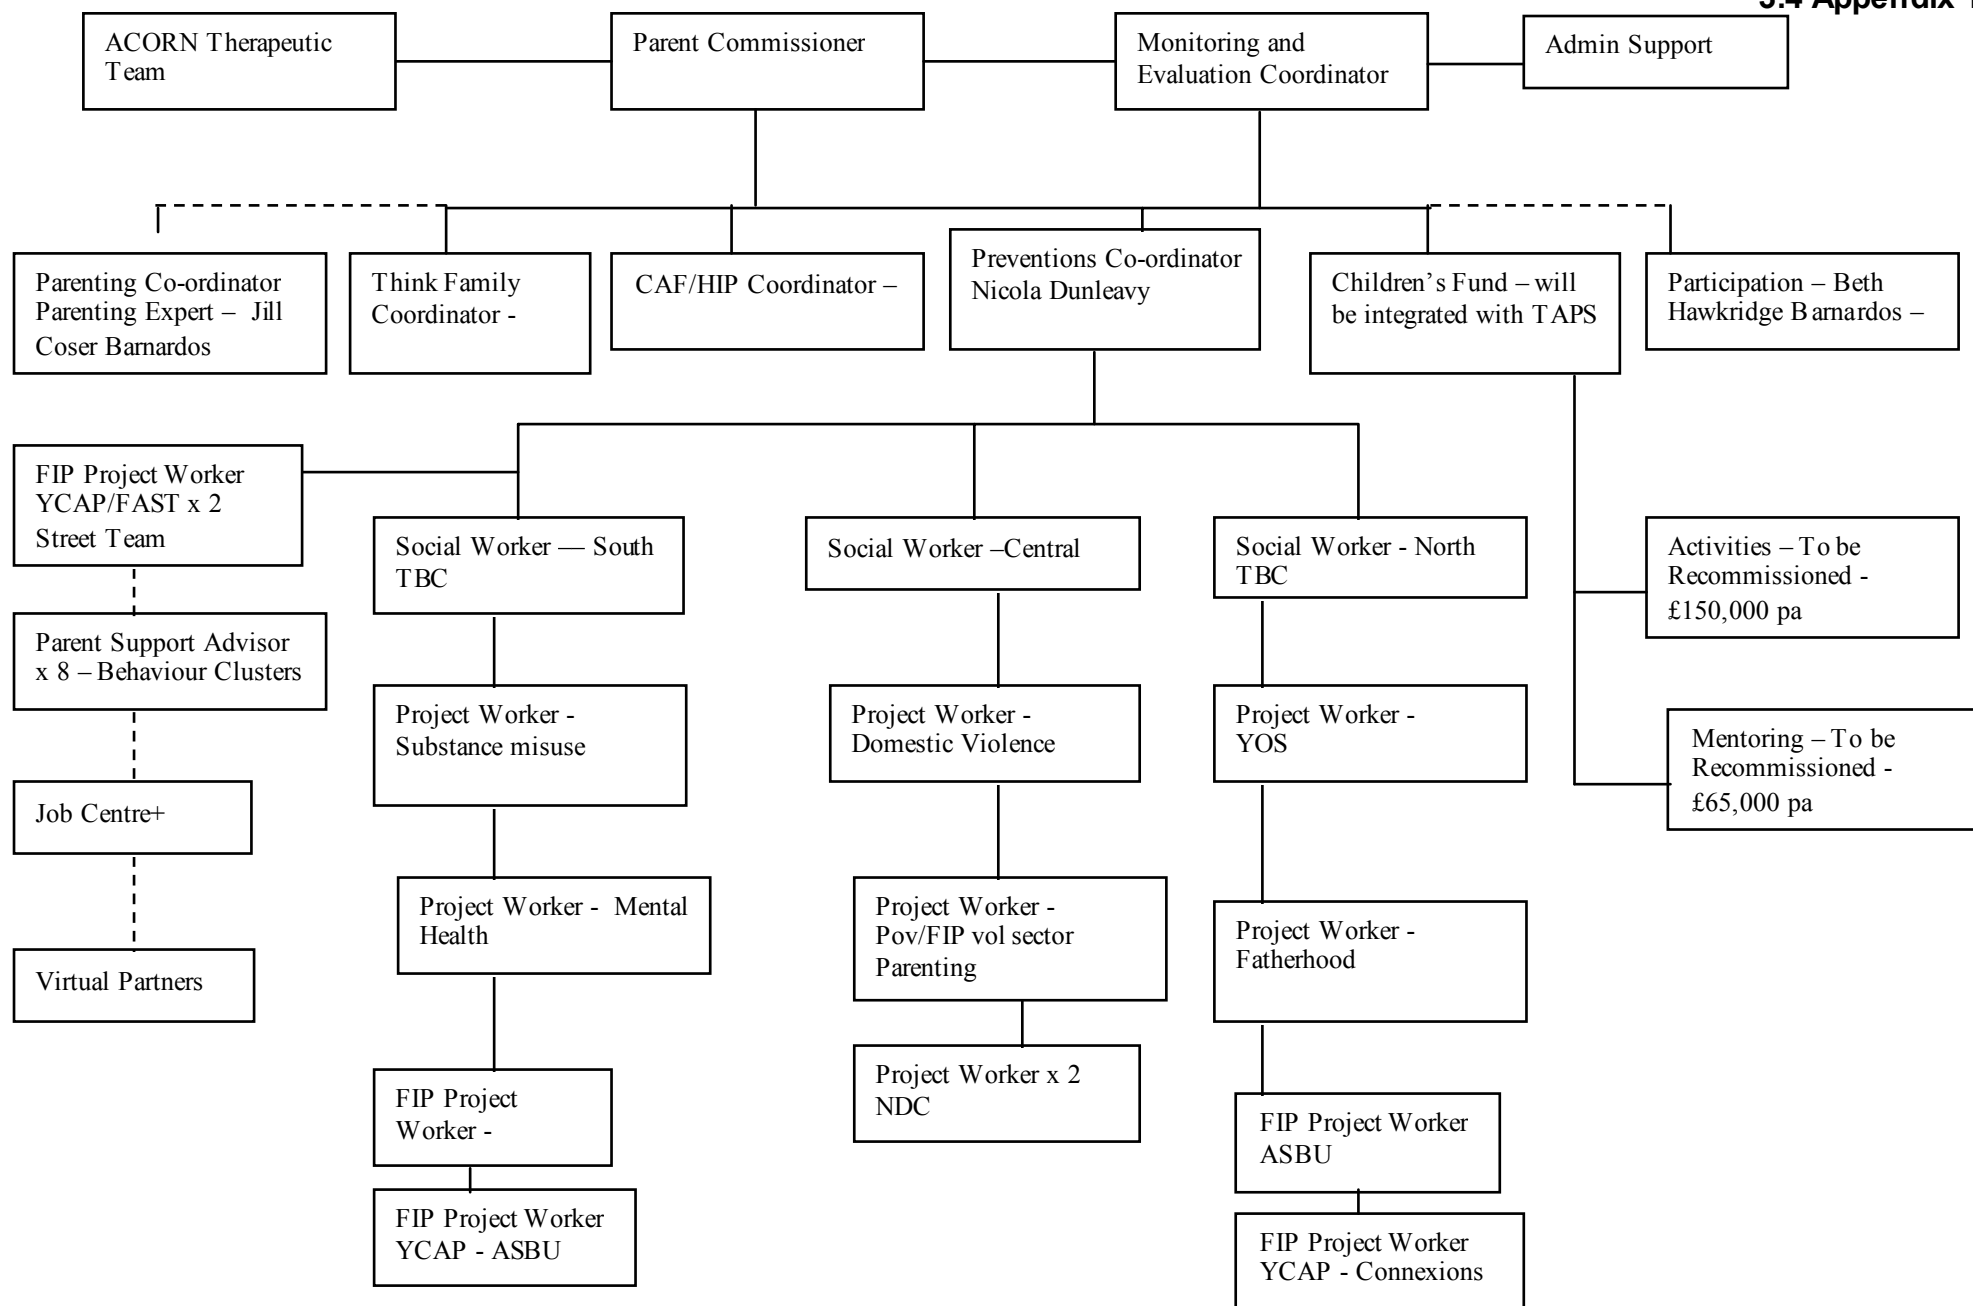 3.4 Appendix
ACORN Therapeutic
Team
Parent Commissioner
Monitoring and
Evaluation Coordinator
Admin Support
Parenting Co-ordinator
Parenting Expert – Jill
Coser Barnardos
Think Family
Coordinator -
CAF/HIP Coordinator –
Preventions Co-ordinator
Nicola Dunleavy
Children’s Fund – will
be integrated with TAPS
Participation – Beth
Hawkridge Barnardos –
FIP Project Worker
YCAP/FAST x 2
Street Team
Social Worker — South
TBC
Social Worker –Central
Social Worker - North
TBC
Activities – To be
Recommissioned -
£150,000 pa
Parent Support Advisor
x 8 – Behaviour Clusters
Project Worker -
Substance misuse
Project Worker -
Domestic Violence
Project Worker -
YOS
Mentoring – To be
Recommissioned -
£65,000 pa
Job Centre+
Project Worker - Mental
Health
Project Worker -
Pov/FIP vol sector
Parenting
Project Worker -
Fatherhood
Virtual Partners
FIP Project
Worker -
Project Worker x 2
NDC
FIP Project Worker
ASBU
FIP Project Worker
YCAP - ASBU
FIP Project Worker
YCAP - Connexions